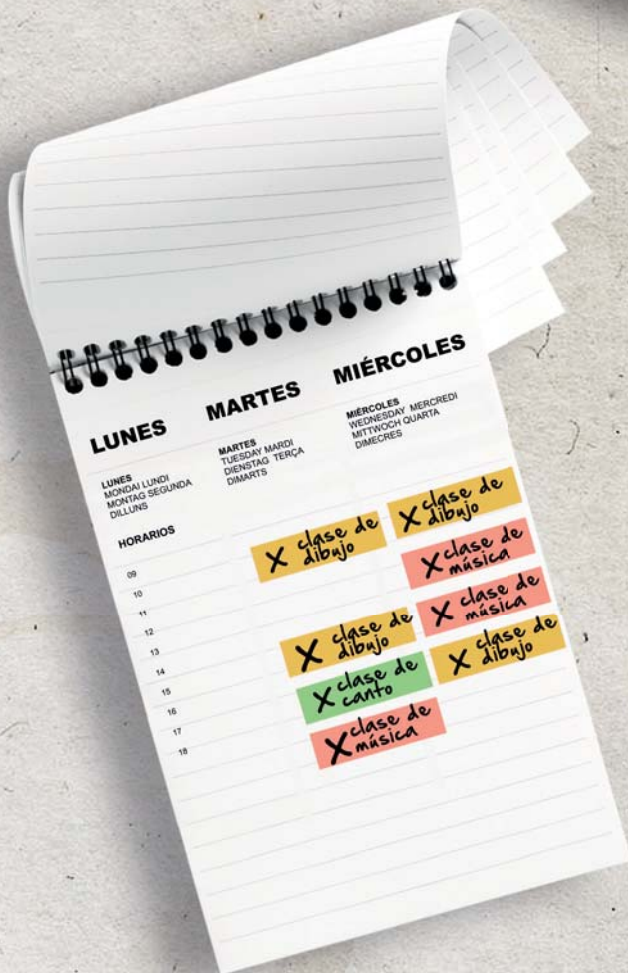 LUNES
MARTES
MIÉRCOLES
LUNES
MONDAI LUNDI
MONTAG SEGUNDA
DILLUNS
MARTES
TUESDAY MARDI
DIENSTAG TERÇA
DIMARTS
MIÉRCOLES
WEDNESDAY MERCREDI
MITTWOCH QUARTA
DIMECRES
HORARIOS
09
10
11
12
13
14
15
16
17
18
X clase de
dibujo
X clase de
dibujo
X clase de
canto
X clase de
música
X clase de
dibujo
X clase de
música
X clase de
música
X clase de
dibujo